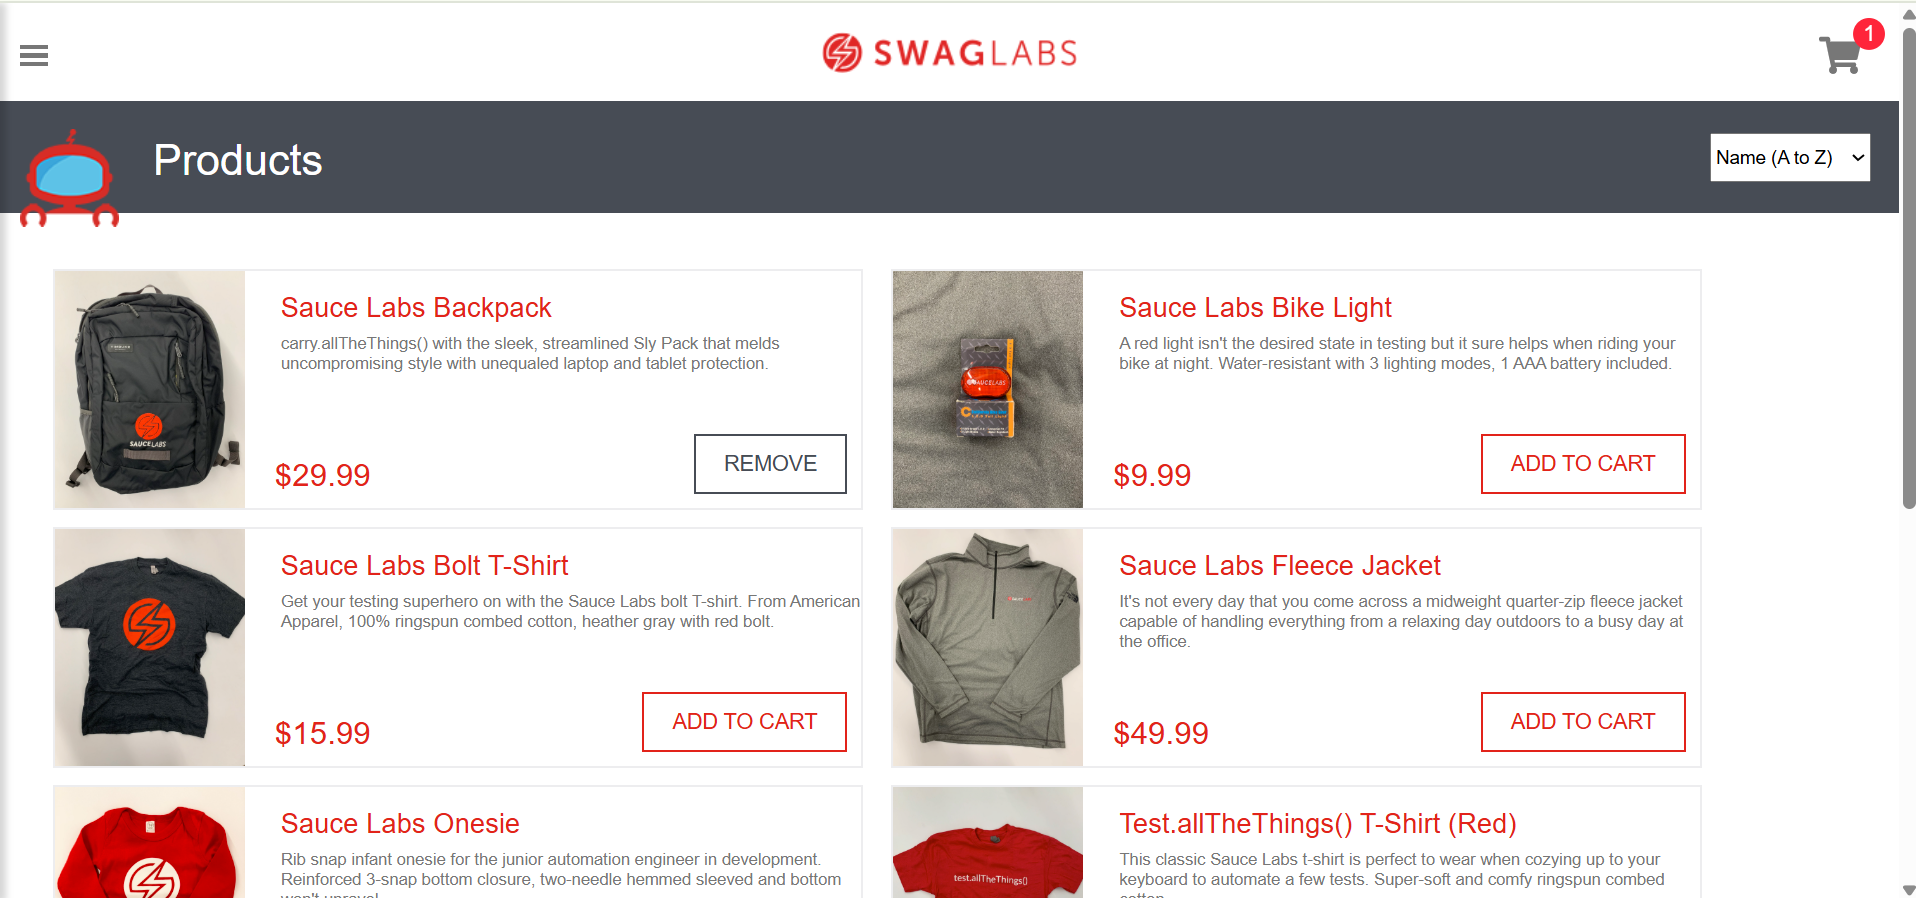 SWAGLABS
1
Products
Name (A to Z)
Sauce Labs Backpack
carry.allTheThings() with the sleek, streamlined Sly Pack that melds
uncompromising style with unequaled laptop and tablet protection.
$29.99
REMOVE
SAUCELABS
Sauce Labs Bike Light
A red light isn't the desired state in testing but it sure helps when riding your
bike at night. Water-resistant with 3 lighting modes, 1 AAA battery included.
$9.99
ADD TO CART
SAUCELABS
Sauce Labs Bolt T-Shirt
Get your testing superhero on with the Sauce Labs bolt T-shirt. From American
Apparel, 100% ringspun combed cotton, heather gray with red bolt.
$15.99
ADD TO CART
Sauce Labs Fleece Jacket
It's not every day that you come across a midweight quarter-zip fleece jacket
capable of handling everything from a relaxing day outdoors to a busy day at
the office.
$49.99
ADD TO CART
Sauce Labs Onesie
Rib snap infant onesie for the junior automation engineer in development.
Reinforced 3-snap bottom closure, two-needle hemmed sleeved and bottom
Test.allTheThings() T-Shirt (Red)
This classic Sauce Labs t-shirt is perfect to wear when cozying up to your
keyboard to automate a few tests. Super-soft and comfy ringspun combed
test.allTheThings()